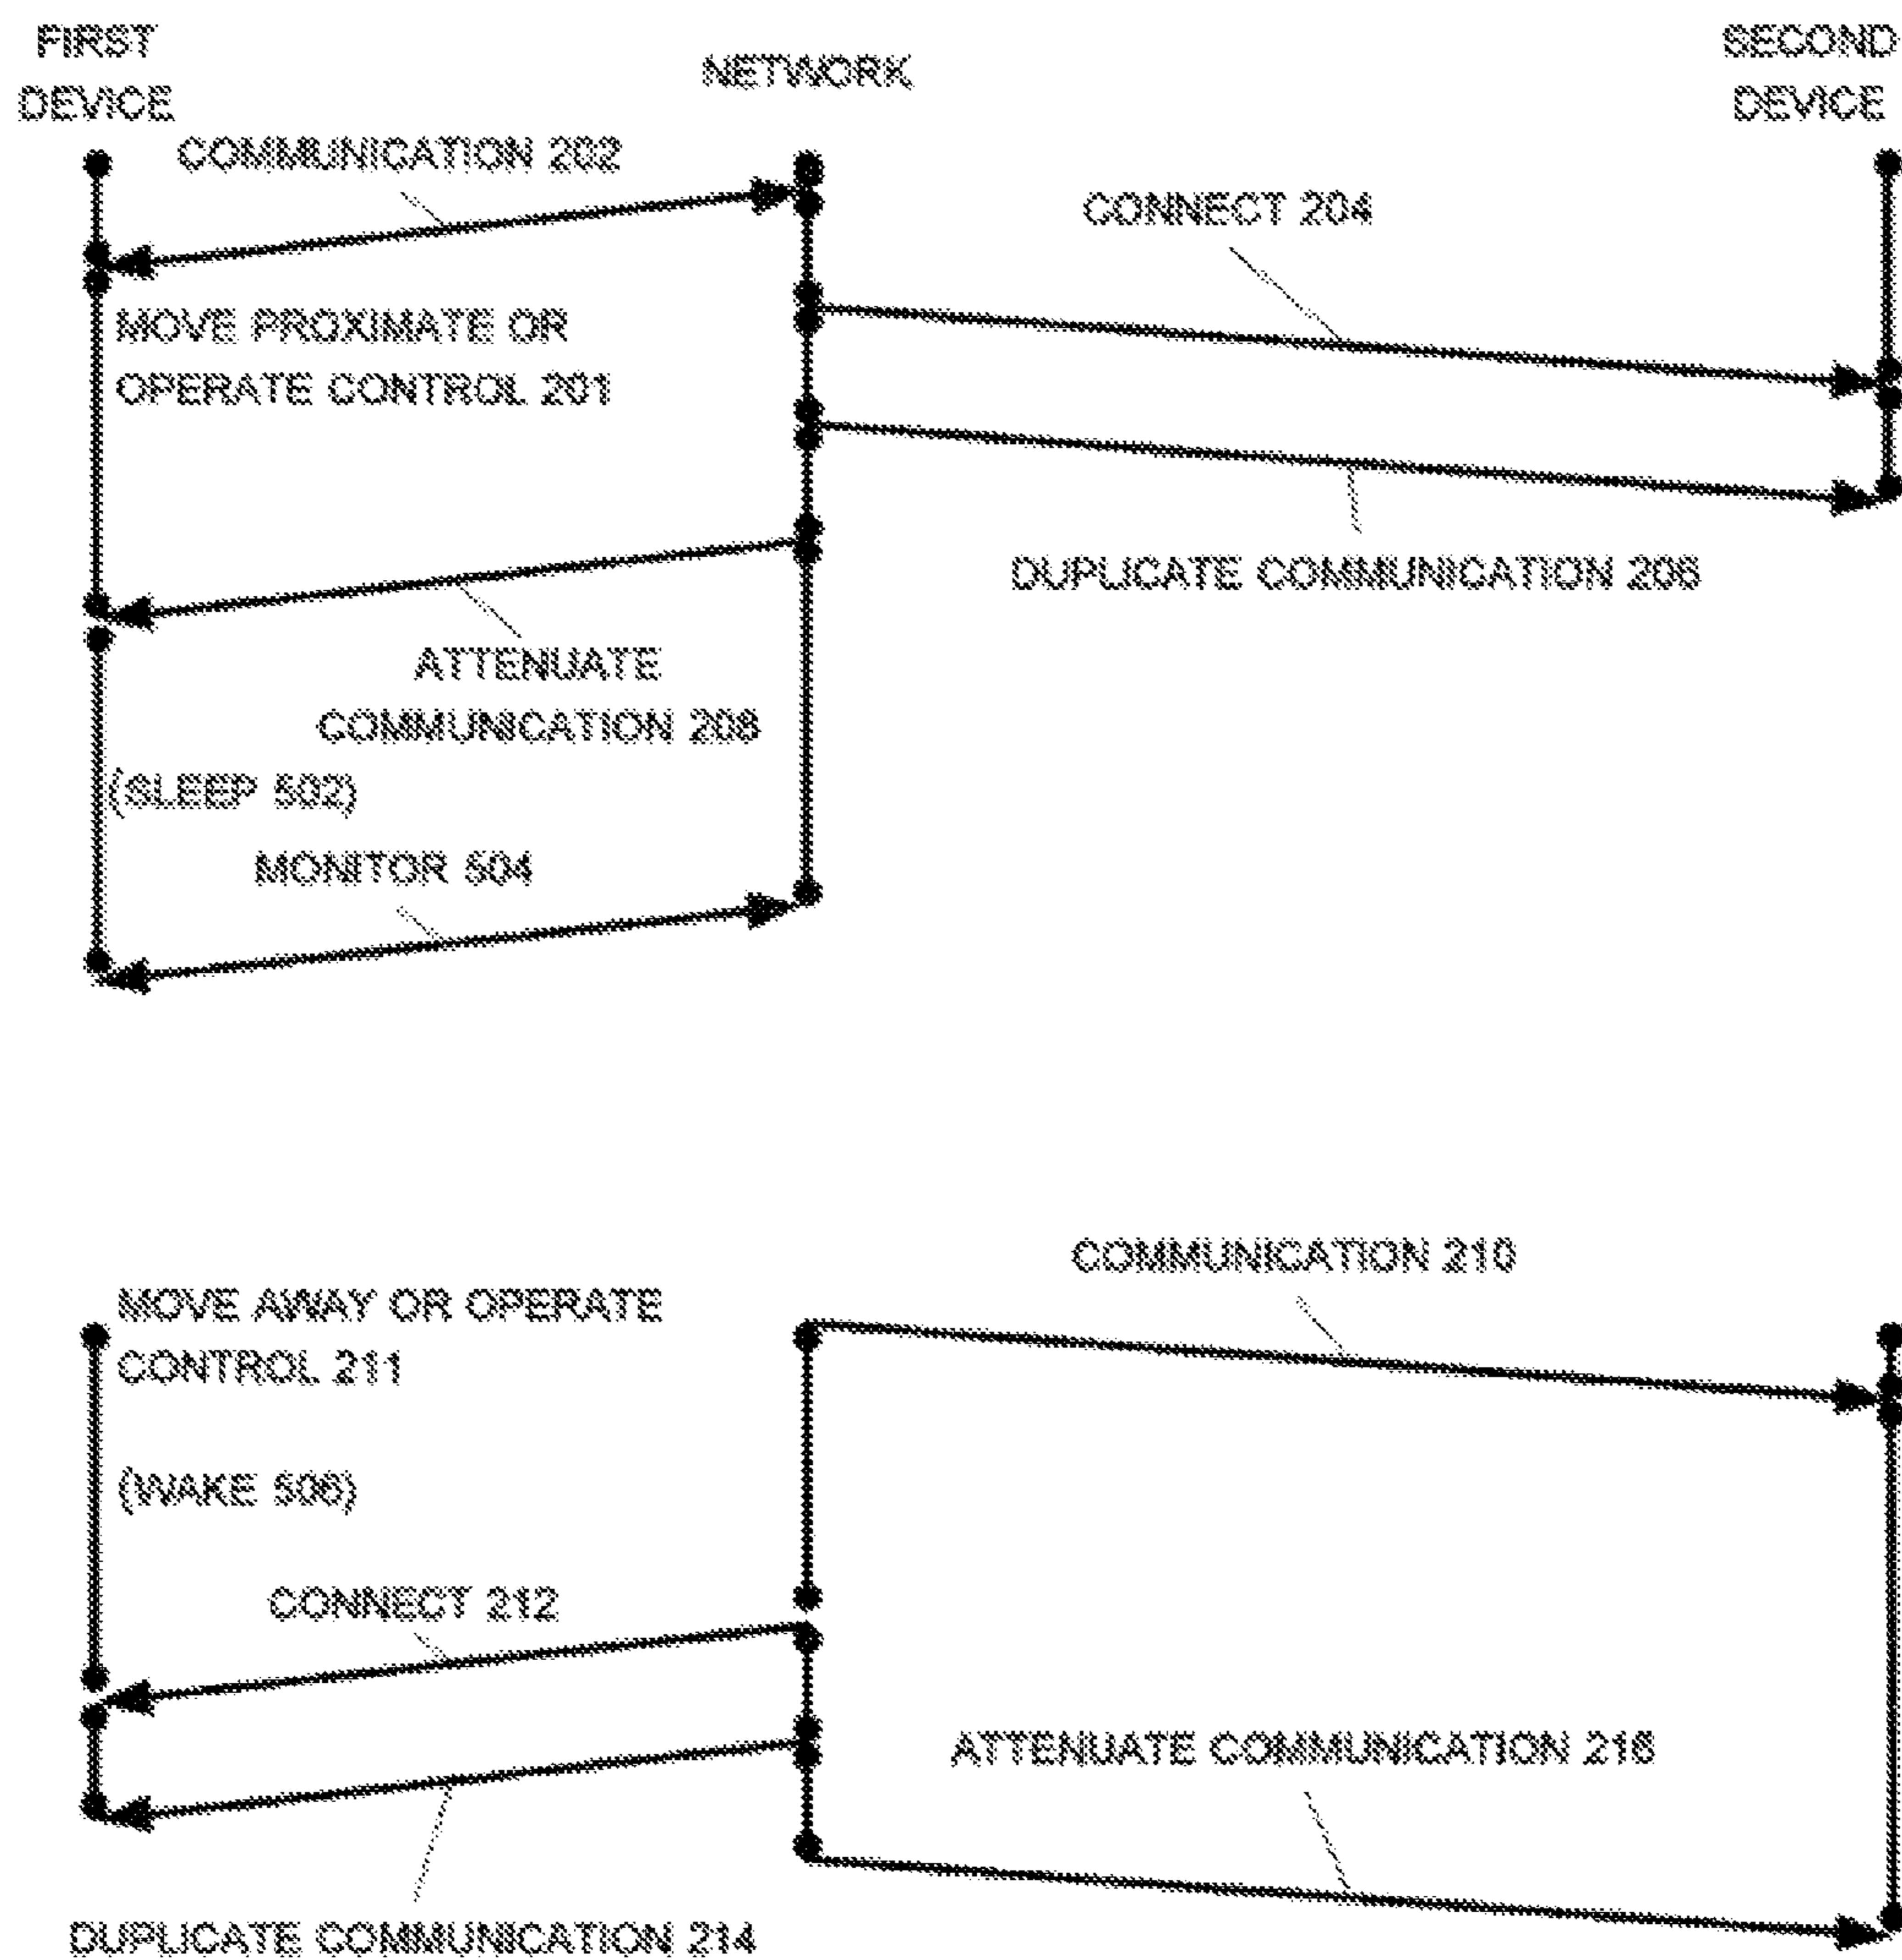 FIRST
DEVICE
NETWORK
SECOND
DEVICE
COMMUNICATION 202
CONNECT 204
MOVE PROXIMATE OR
OPERATE CONTROL 201
DUPLICATE COMMUNICATION 206
ATTENUATE
COMMUNICATION 208
(SLEEP 502)
MONITOR 504
COMMUNICATION 210
MOVE AWAY OR OPERATE
CONTROL 211
(WAKE 506)
CONNECT 212
ATTENUATE COMMUNICATION 216
DUPLICATE COMMUNICATION 214